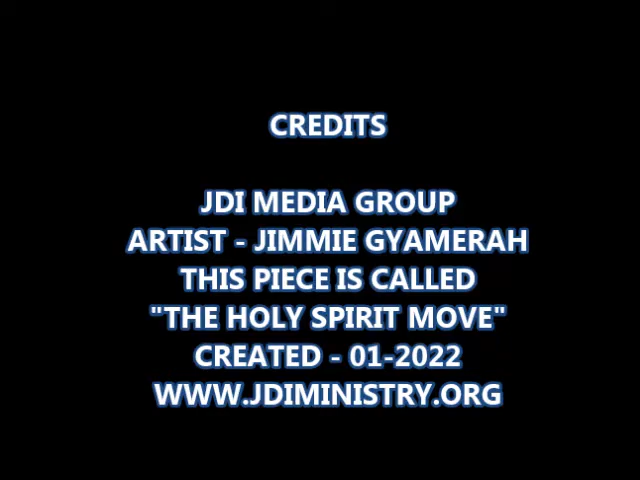 CREDITS
JDI MEDIA GROUP
ARTIST - JIMMIE GYAMERAH
THIS PIECE IS CALLED
"THE HOLY SPIRIT MOVE"
CREATED - 01-2022
WWW.JDIMINISTRY.ORG